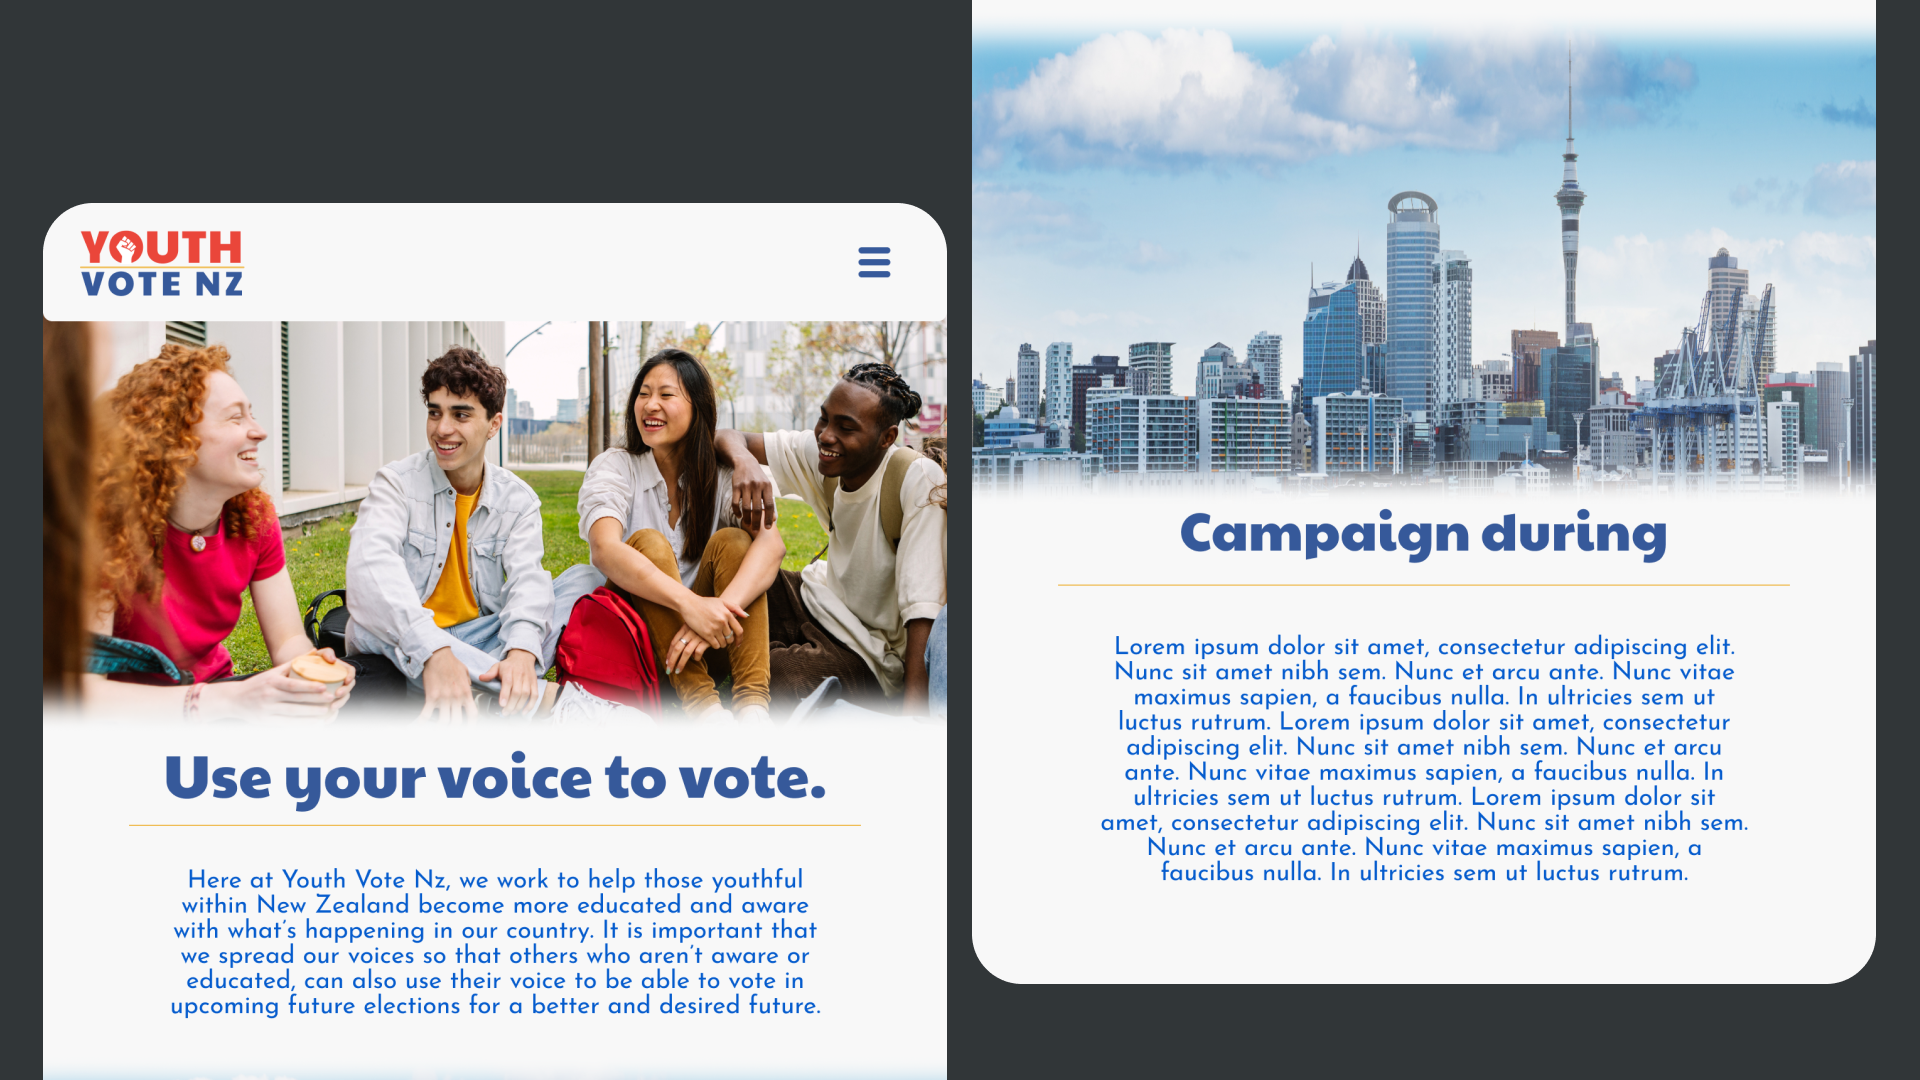 YOUTH
VOTE NZ
Use your voice to vote.
Here at Youth Vote Nz, we work to help those youthful
within New Zealand become more educated and aware
with what's happening in our country. It is important that
we spread our voices so that others who aren't aware or
educated, can also use their voice to be able to vote in
upcoming future elections for a better and desired future.
Campaign during
Lorem ipsum dolor sit amet, consectetur adipiscing elit.
Nunc sit amet nibh sem. Nunc et arcu ante. Nunc vitae
maximus sapien, a faucibus nulla. In ultricies sem ut
luctus rutrum. Lorem ipsum dolor sit amet, consectetur
adipiscing elit. Nunc sit amet nibh sem. Nunc et arcu
ante. Nunc vitae maximus sapien, a faucibus nulla. In
ultricies sem ut luctus rutrum. Lorem ipsum dolor sit
amet, consectetur adipiscing elit. Nunc sit amet nibh sem.
Nunc et arcu ante. Nunc vitae maximus sapien, a
faucibus nulla. In ultricies sem ut luctus rutrum.